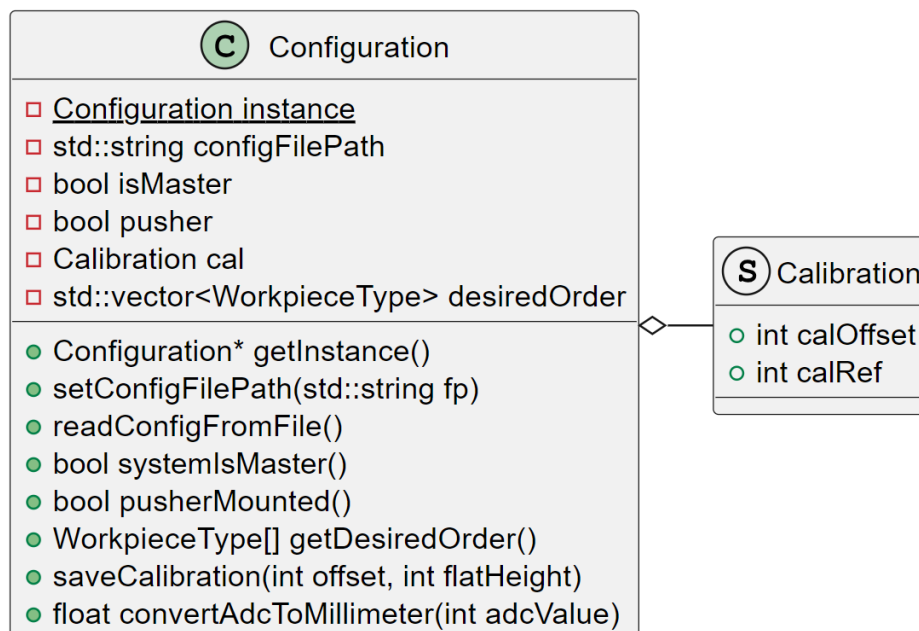 C Configuration
Configuration instance
std::string configFilePath
bool isMaster
bool pusher
Calibration cal
std::vector<WorkpieceType> desiredOrder
Configuration* getInstance()
setConfigFilePath(std::string fp)
readConfigFromFile()
bool systemIsMaster()
bool pusherMounted()
WorkpieceType[] getDesiredOrder()
saveCalibration(int offset, int flatHeight)
float convertAdcToMillimeter(int adcValue)
S Calibration
int calOffset
int calRef